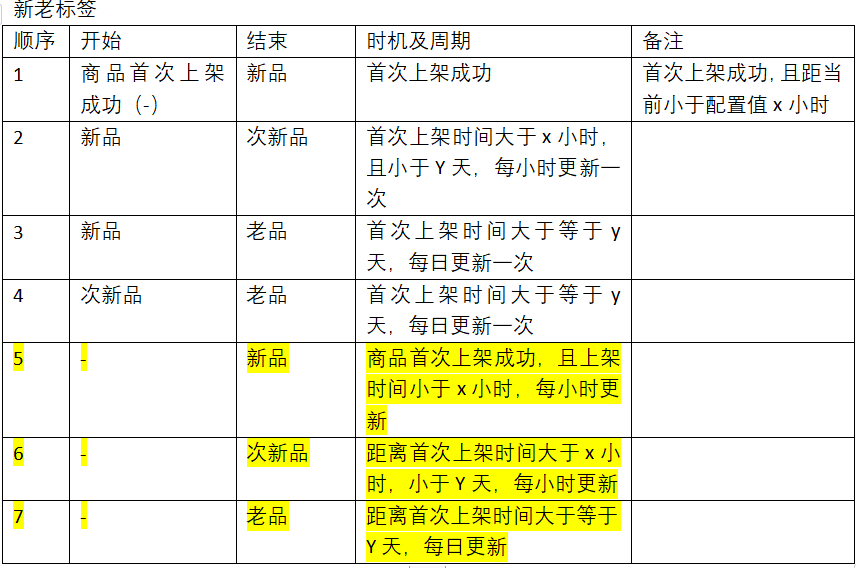 新老标签
顺序 开始 结束 时机及周期 备注
1 商品首次上架 新品 首次上架成功 首次上架成功，且距当
成功（-） 前小于配置值 x 小时
2 新品 次新品 首次上架时间大于 x 小时，
且小于 Y 天，每小时更新一
次
3 新品 老品 首次上架时间大于等于 y
天，每日更新一次
4 次新品 老品 首次上架时间大于等于 y
天，每日更新一次
5 - 新品 商品首次上架成功，且上架
时间小于 x 小时，每小时更
新
6 - 次新品 距离首次上架时间大于 x 小
时，小于 Y 天，每小时更新
7 - 老品 距离首次上架时间大于等于
Y 天，每日更新